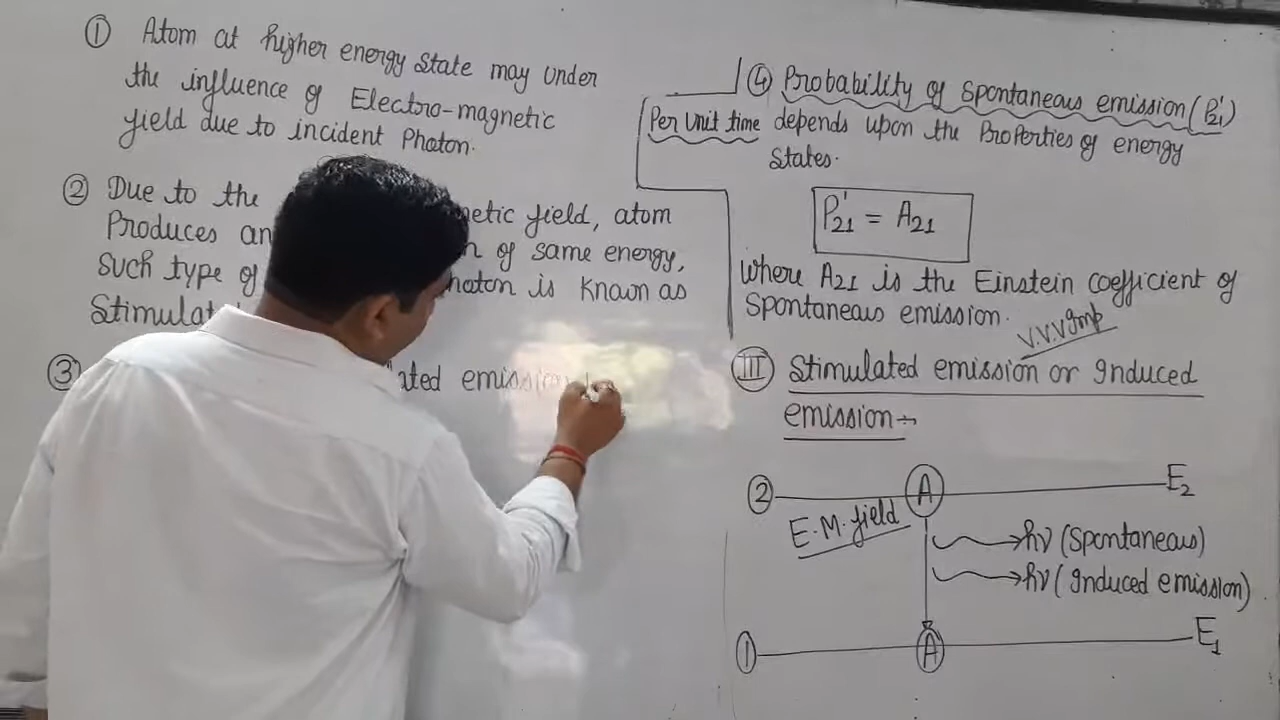 ① Atom at higher energy state may under
the influence of Electro-magnetic
field due to incident Photon.
② Due to the netic field, atom
Produces an of same energy,
Such type of hoton is known as
Stimulat
③ ated emission
④ Probability of Spontaneous emission (P'21)
Per Unit time depends upon the Properties of energy
States.
P'21 = A21
where A21 is the Einstein coefficient of
Spontaneous emission.
V.V.V Imp
III Stimulated emission or Induced
emission
② A E2
E.M. field
hν (Spontaneous)
hν (Induced emission)
① A E1